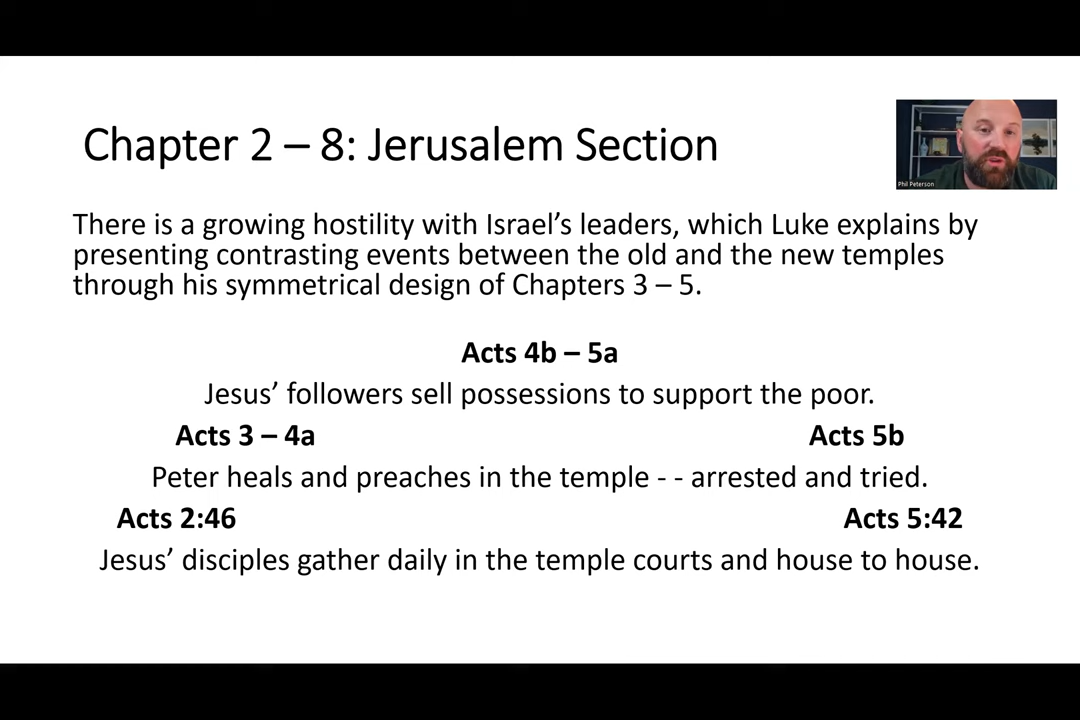 Chapter 2 – 8: Jerusalem Section
Phil Peterson
There is a growing hostility with Israel’s leaders, which Luke explains by
presenting contrasting events between the old and the new temples
through his symmetrical design of Chapters 3 – 5.
Acts 4b – 5a
Jesus’ followers sell possessions to support the poor.
Acts 3 – 4a Acts 5b
Peter heals and preaches in the temple - - arrested and tried.
Acts 2:46 Acts 5:42
Jesus’ disciples gather daily in the temple courts and house to house.